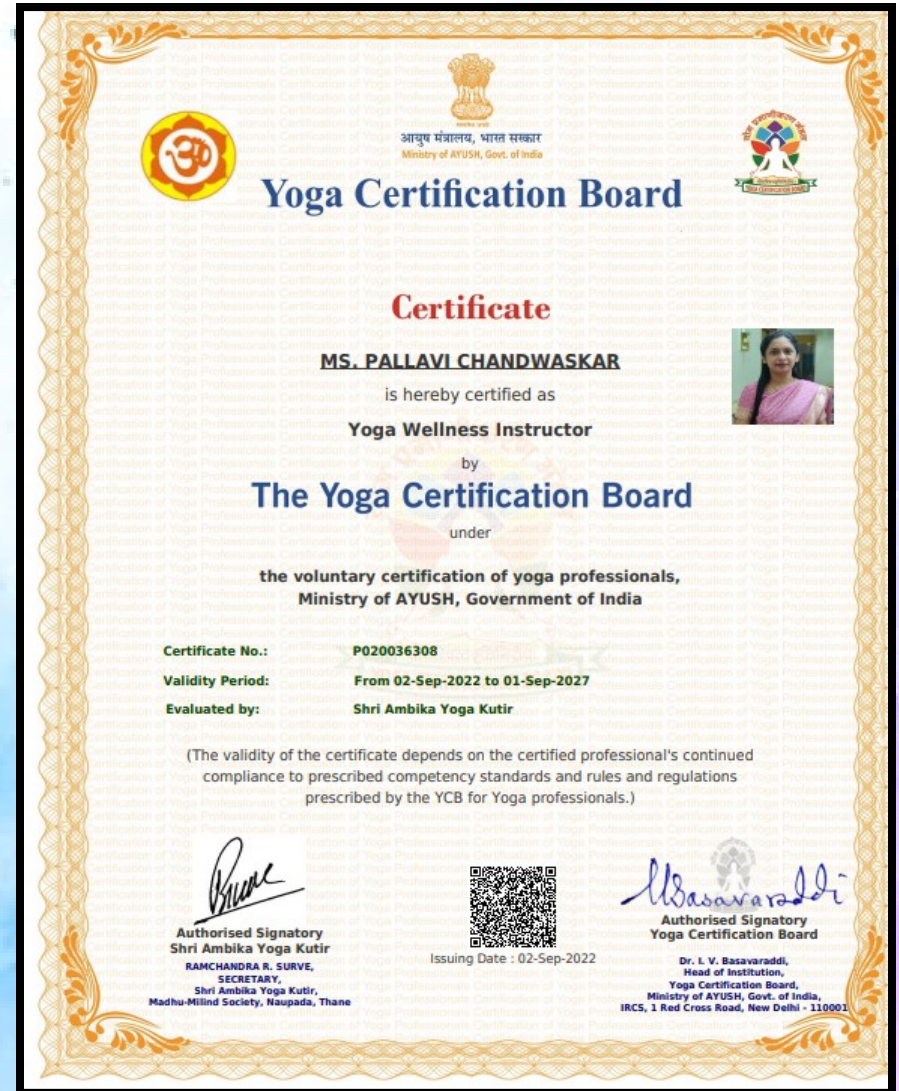 आयुष मंत्रालय, भारत सरकार
Ministry of AYUSH, Govt. of India
Yoga Certification Board
YOGA CERTIFICATION BOARD
Certificate
MS. PALLAVI CHANDWASKAR
is hereby certified as
Yoga Wellness Instructor
by
The Yoga Certification Board
under
the voluntary certification of yoga professionals,
Ministry of AYUSH, Government of India
Certificate No.: P020036308
Validity Period: From 02-Sep-2022 to 01-Sep-2027
Evaluated by: Shri Ambika Yoga Kutir
(The validity of the certificate depends on the certified professional's continued
compliance to prescribed competency standards and rules and regulations
prescribed by the YCB for Yoga professionals.)
Authorised Signatory
Shri Ambika Yoga Kutir
RAMCHANDRA R. SURVE,
SECRETARY,
Shri Ambika Yoga Kutir,
Madhu-Milind Society, Naupada, Thane
Issuing Date : 02-Sep-2022
Authorised Signatory
Yoga Certification Board
Dr. I. V. Basavaraddi,
Head of Institution,
Yoga Certification Board,
Ministry of AYUSH, Govt. of India,
IRCS, 1 Red Cross Road, New Delhi - 110001